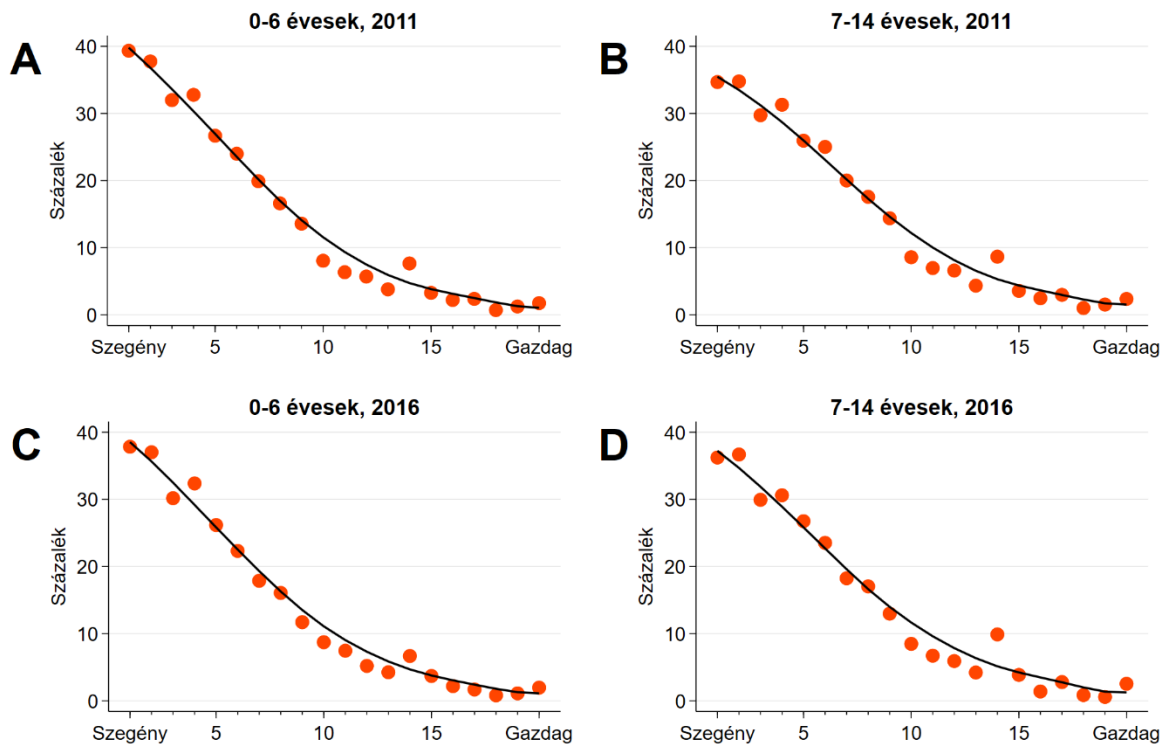 A
0-6 évesek, 2011
Százalék
40
30
20
10
0
Szegény 5 10 15 Gazdag
B
7-14 évesek, 2011
Százalék
40
30
20
10
0
Szegény 5 10 15 Gazdag
C
0-6 évesek, 2016
Százalék
40
30
20
10
0
Szegény 5 10 15 Gazdag
D
7-14 évesek, 2016
Százalék
40
30
20
10
0
Szegény 5 10 15 Gazdag